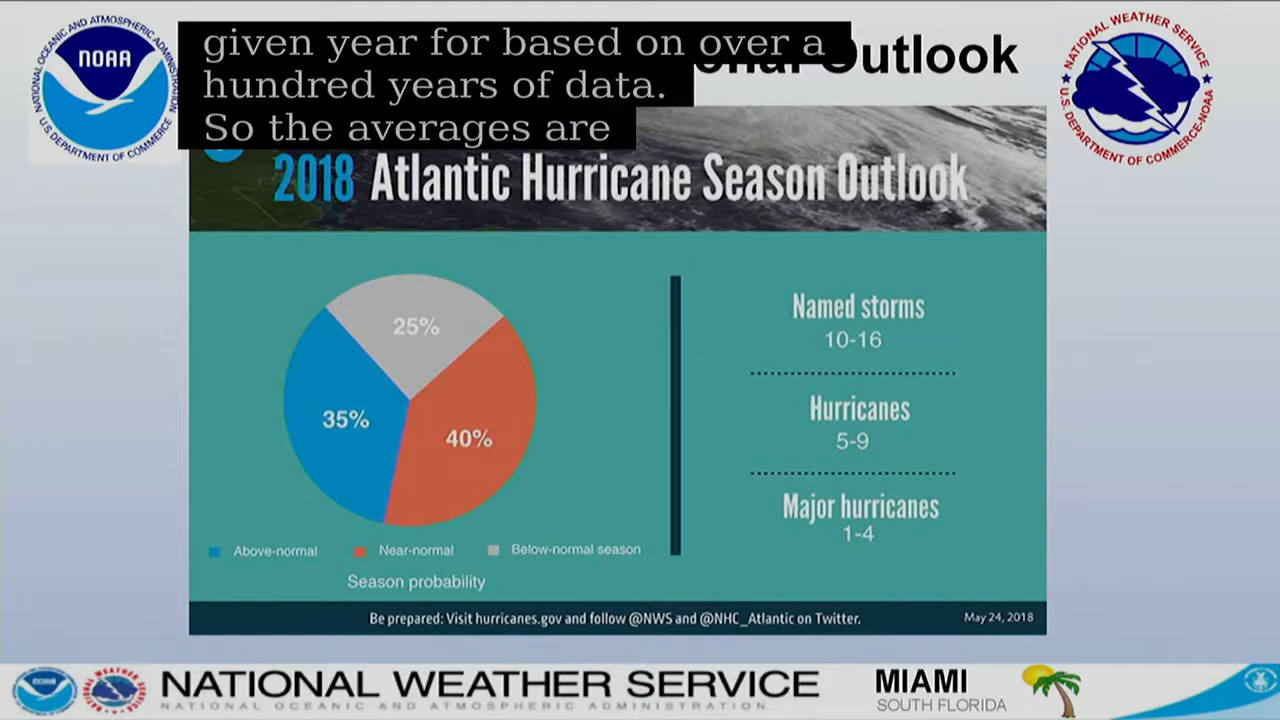 given year for based on over a
hundred years of data.
So the averages are
Outlook
NOAA
NATIONAL OCEANIC AND ATMOSPHERIC ADMINISTRATION
U.S. DEPARTMENT OF COMMERCE
NATIONAL WEATHER SERVICE
U.S. DEPARTMENT OF COMMERCE-NOAA
2018 Atlantic Hurricane Season Outlook
25%
35%
40%
Above-normal
Near-normal
Below-normal season
Season probability
Named storms
10-16
Hurricanes
5-9
Major hurricanes
1-4
Be prepared: Visit hurricanes.gov and follow @NWS and @NHC_Atlantic on Twitter.
May 24, 2018
NATIONAL WEATHER SERVICE
NATIONAL OCEANIC AND ATMOSPHERIC ADMINISTRATION
MIAMI
SOUTH FLORIDA